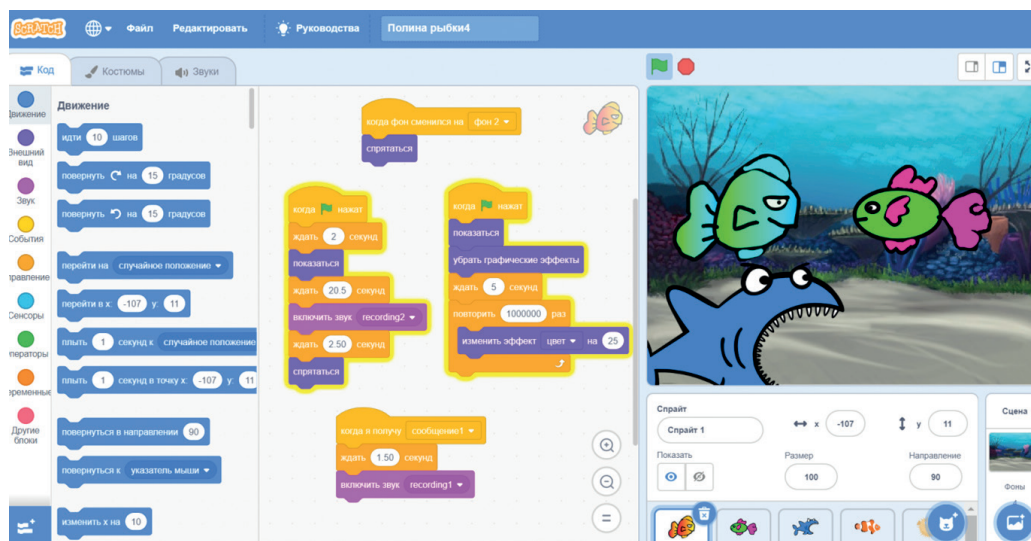 SCRATCH Файл Редактировать Руководства Полина рыбки4
Код Костюмы Звуки
Движение
Внешний
вид
Звук
События
Сенсоры
Другие
блоки
Движение
идти 10 шагов
повернуть на 15 градусов
повернуть на 15 градусов
перейти на случайное положение
перейти в x: -107 y: 11
плыть 1 секунд к случайное положение
плыть 1 секунд в точку x: -107 y: 11
повернуться в направлении 90
повернуться к указатель мыши
изменить x на 10
когда фон сменился на фон 2
спрятаться
когда нажат
ждать 2 секунд
показаться
ждать 20.5 секунд
включить звук recording2
ждать 2.50 секунд
спрятаться
когда нажат
показаться
убрать графические эффекты
ждать 5 секунд
повторить 1000000 раз
изменить эффект цвет на 25
когда я получу сообщение1
ждать 1.50 секунд
включить звук recording1
Спрайт
Спрайт 1 x -107 y 11
Показать Размер Направление
100 90
Сцена
Фоны